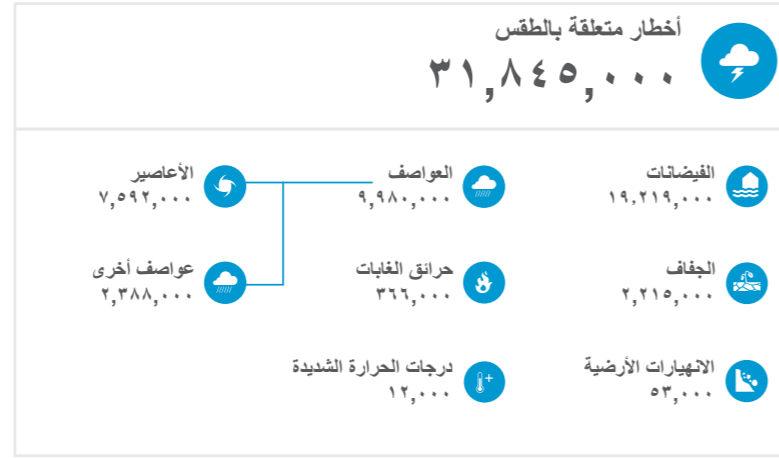 أخطار متعلقة بالطقس
٣١,٨٤٥,٠٠٠
الفيضانات
١٩,٢١٩,٠٠٠
العواصف
٩,٩٨٠,٠٠٠
الأعاصير
٧,٥٩٢,٠٠٠
الجفاف
٢,٢١٥,٠٠٠
حرائق الغابات
٣٦٦,٠٠٠
عواصف أخرى
٢,٣٨٨,٠٠٠
الانهيارات الأرضية
٥٣,٠٠٠
درجات الحرارة الشديدة
١٢,٠٠٠